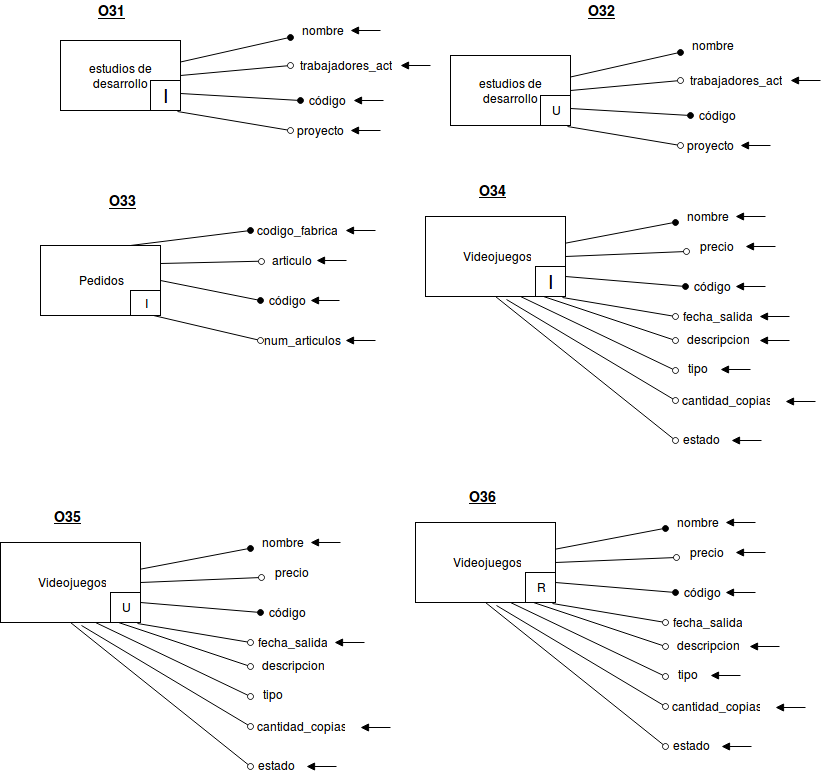 O31
nombre
estudios de
desarrollo
I
trabajadores_act
código
proyecto
O32
nombre
estudios de
desarrollo
U
trabajadores_act
código
proyecto
O33
codigo_fabrica
articulo
Pedidos
I
código
num_articulos
O34
nombre
precio
Videojuegos
I
código
fecha_salida
descripcion
tipo
cantidad_copias
estado
O35
nombre
precio
Videojuegos
U
código
fecha_salida
descripcion
tipo
cantidad_copias
estado
O36
nombre
precio
Videojuegos
R
código
fecha_salida
descripcion
tipo
cantidad_copias
estado